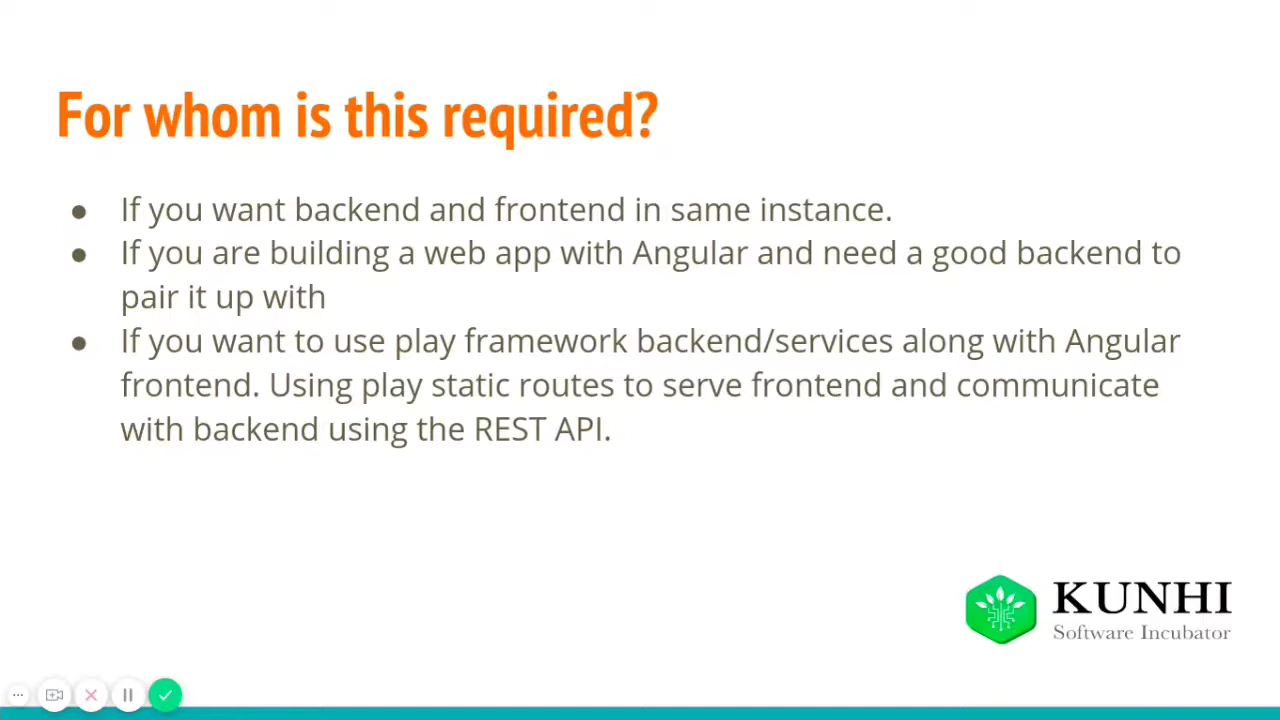 For whom is this required?
● If you want backend and frontend in same instance.
● If you are building a web app with Angular and need a good backend to
pair it up with
● If you want to use play framework backend/services along with Angular
frontend. Using play static routes to serve frontend and communicate
with backend using the REST API.
KUNHI
Software Incubator